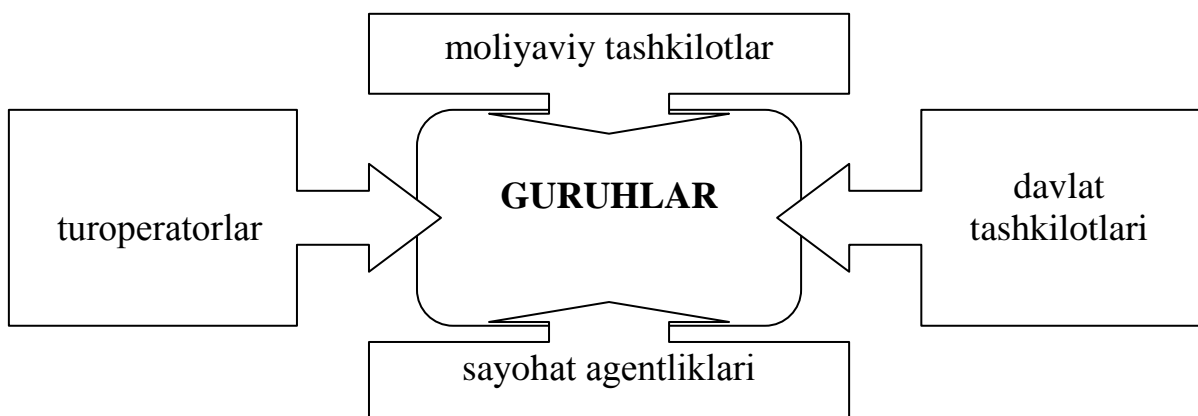 moliyaviy tashkilotlar
turoperatorlar
GURUHLAR
davlat
tashkilotlari
sayohat agentliklari